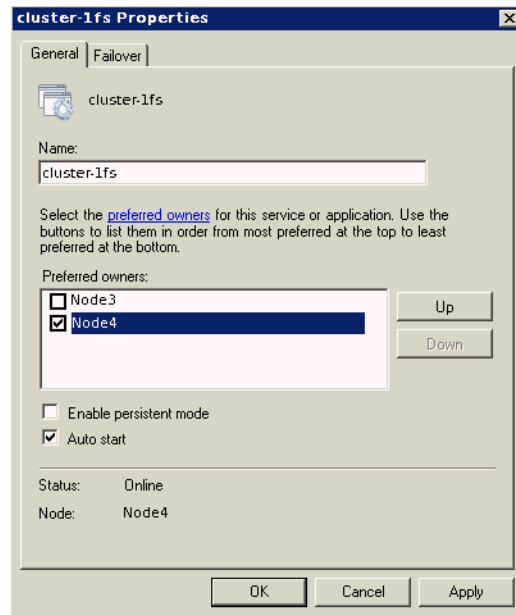 cluster-1fs Properties
General
Failover
cluster-1fs
Name:
cluster-1fs
Select the preferred owners for this service or application. Use the
buttons to list them in order from most preferred at the top to least
preferred at the bottom.
Preferred owners:
Node3
Node4
Up
Down
Enable persistent mode
Auto start
Status: Online
Node: Node4
OK
Cancel
Apply